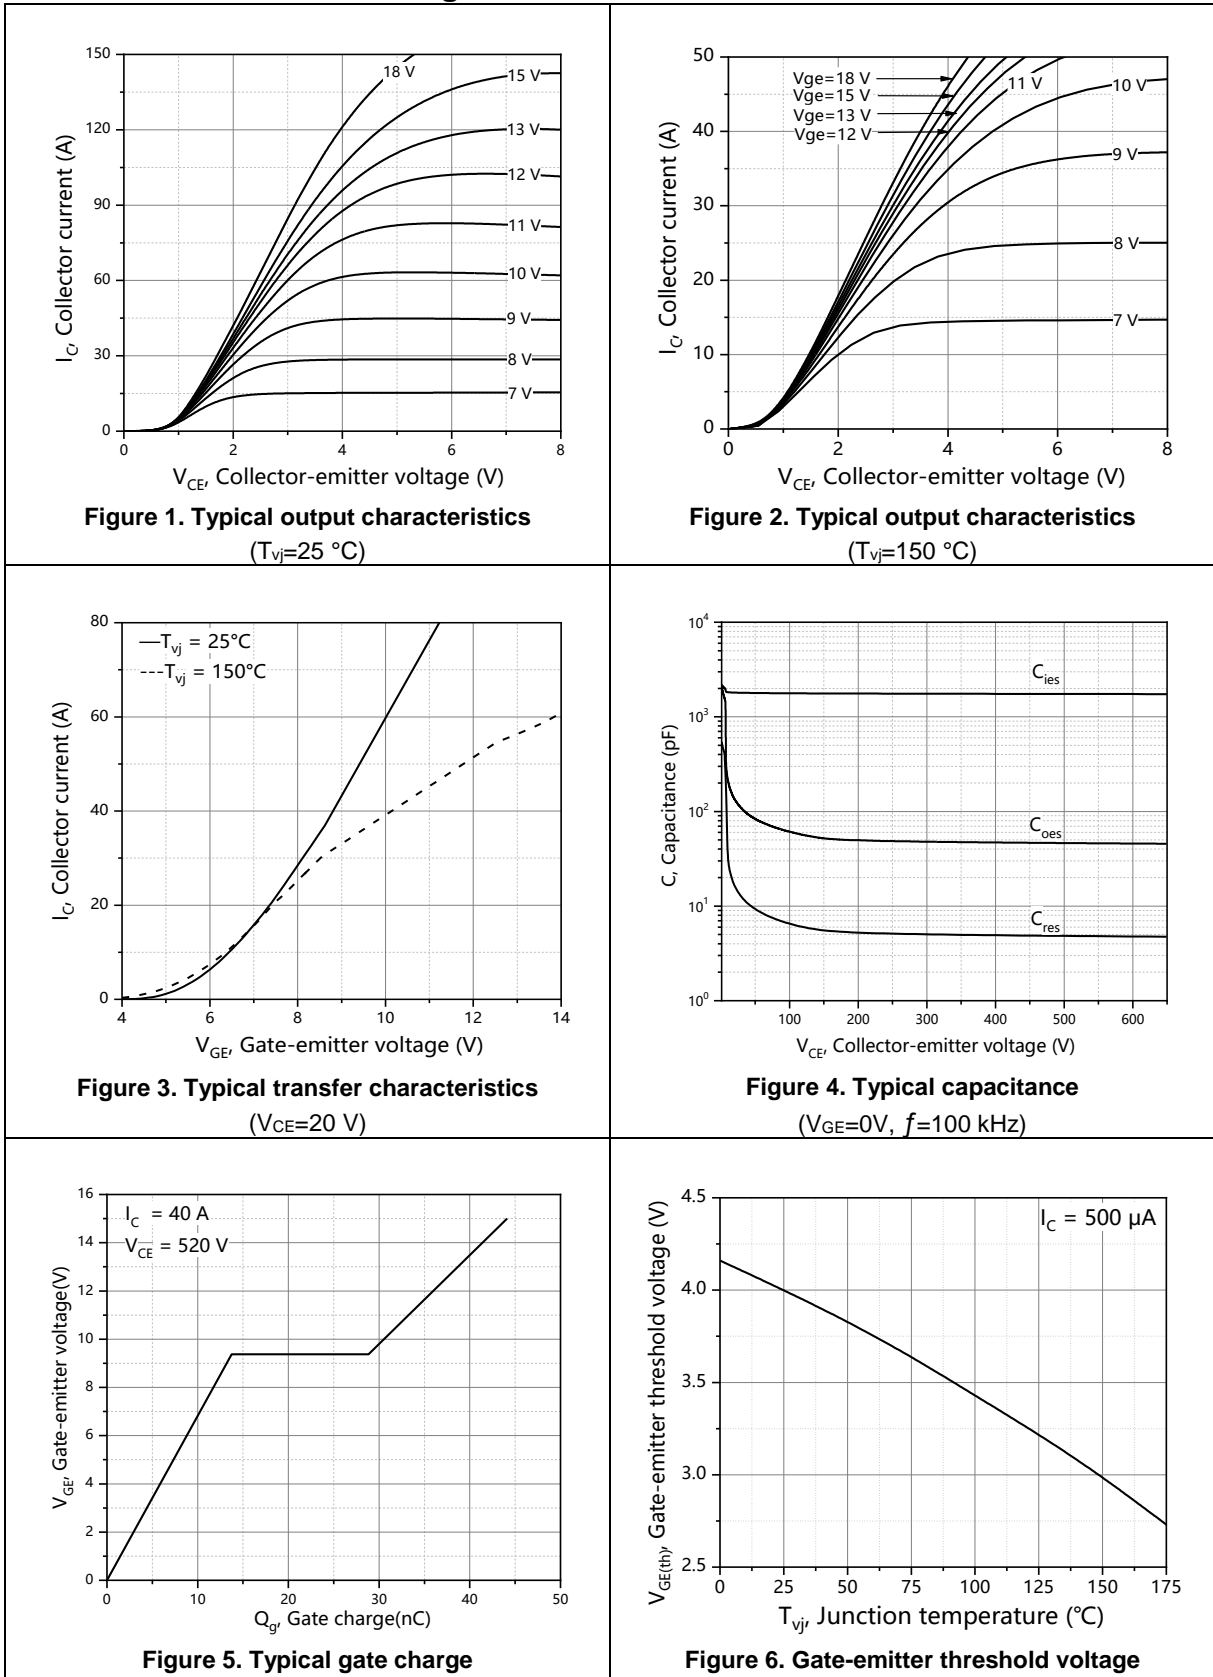 150
120
90
60
30
0
0
2
4
6
8
18 V
15 V
13 V
12 V
11 V
10 V
9 V
8 V
7 V
I_C, Collector current (A)
V_CE, Collector-emitter voltage (V)
Figure 1. Typical output characteristics
(Tvj=25 °C)
50
40
30
20
10
0
0
2
4
6
8
Vge=18 V
Vge=15 V
Vge=13 V
Vge=12 V
11 V
10 V
9 V
8 V
7 V
I_C, Collector current (A)
V_CE, Collector-emitter voltage (V)
Figure 2. Typical output characteristics
(Tvj=150 °C)
80
60
40
20
0
4
6
8
10
12
14
—T_vj = 25°C
---T_vj = 150°C
I_C, Collector current (A)
V_GE, Gate-emitter voltage (V)
Figure 3. Typical transfer characteristics
(VCE=20 V)
10^4
10^3
10^2
10^1
10^0
100
200
300
400
500
600
C_ies
C_oes
C_res
C, Capacitance (pF)
V_CE, Collector-emitter voltage (V)
Figure 4. Typical capacitance
(VGE=0V, ƒ=100 kHz)
16
14
12
10
8
6
4
2
0
0
10
20
30
40
50
I_C = 40 A
V_CE = 520 V
V_GE, Gate-emitter voltage(V)
Q_g, Gate charge(nC)
Figure 5. Typical gate charge
4.5
4.0
3.5
3.0
2.5
0
25
50
75
100
125
150
175
I_C = 500 μA
V_GE(th), Gate-emitter threshold voltage (V)
T_vj, Junction temperature (℃)
Figure 6. Gate-emitter threshold voltage